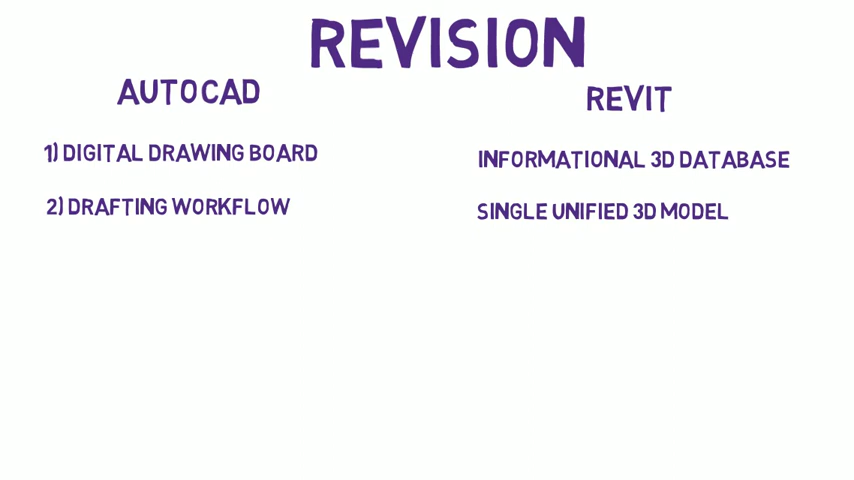 REVISION
AUTOCAD
REVIT
1) DIGITAL DRAWING BOARD
INFORMATIONAL 3D DATABASE
2) DRAFTING WORKFLOW
SINGLE UNIFIED 3D MODEL